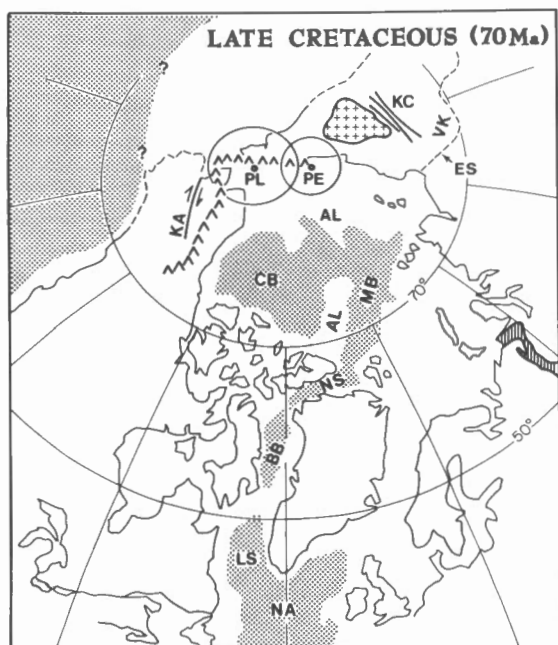 LATE CRETACEOUS (70Ma)
?
KC
VK
?
PL
PE
ES
KA
AL
CB
MB
AL
70°
NS
50°
BB
LS
NA